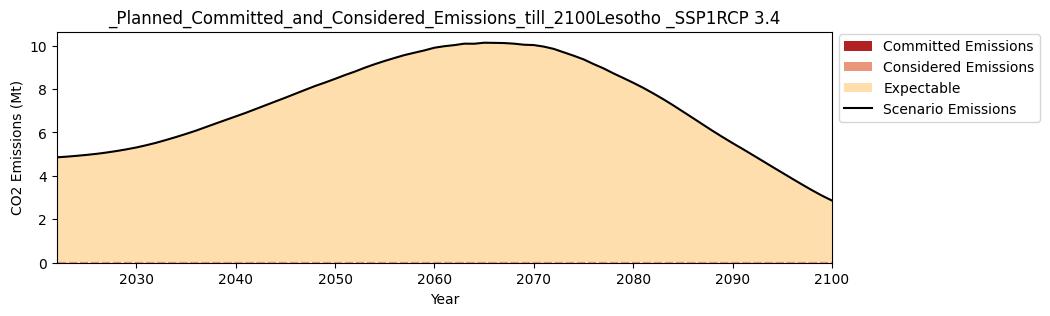 _Planned_Committed_and_Considered_Emissions_till_2100Lesotho _SSP1RCP 3.4
Committed Emissions
Considered Emissions
Expectable
Scenario Emissions
CO2 Emissions (Mt)
10
8
6
4
2
0
2030 2040 2050 2060 2070 2080 2090 2100
Year